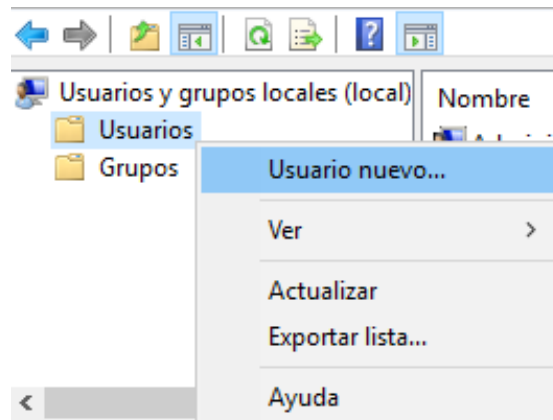 Usuarios y grupos locales (local)
Usuarios
Grupos
Nombre
Usuario nuevo...
Ver
Actualizar
Exportar lista...
Ayuda